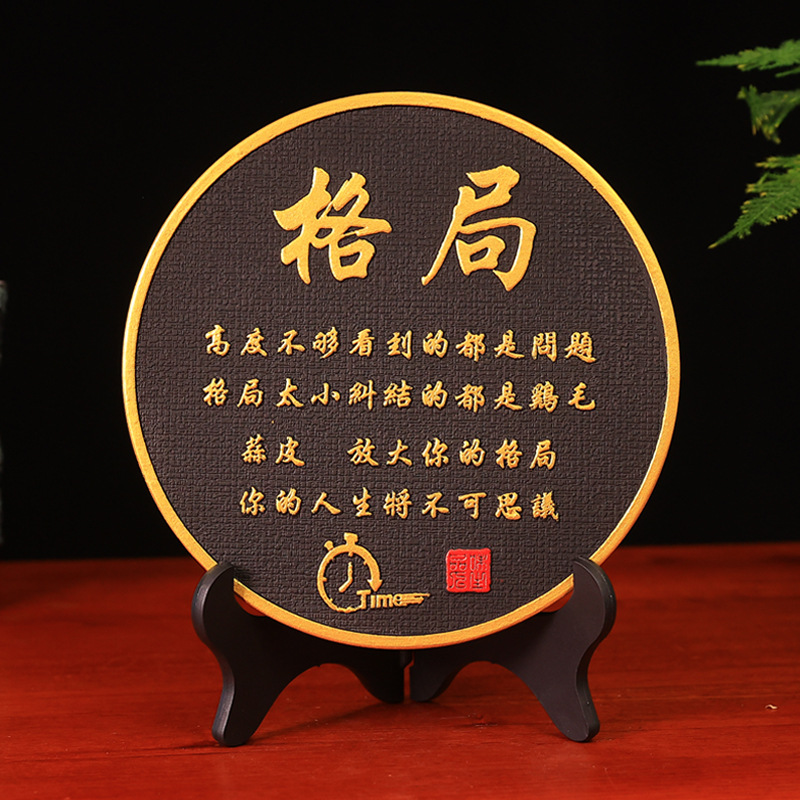 格局
高度不够看到的都是問題
格局太小糾結的都是鷄毛
蒜皮 放大你的格局
你的人生將不可思議
Time